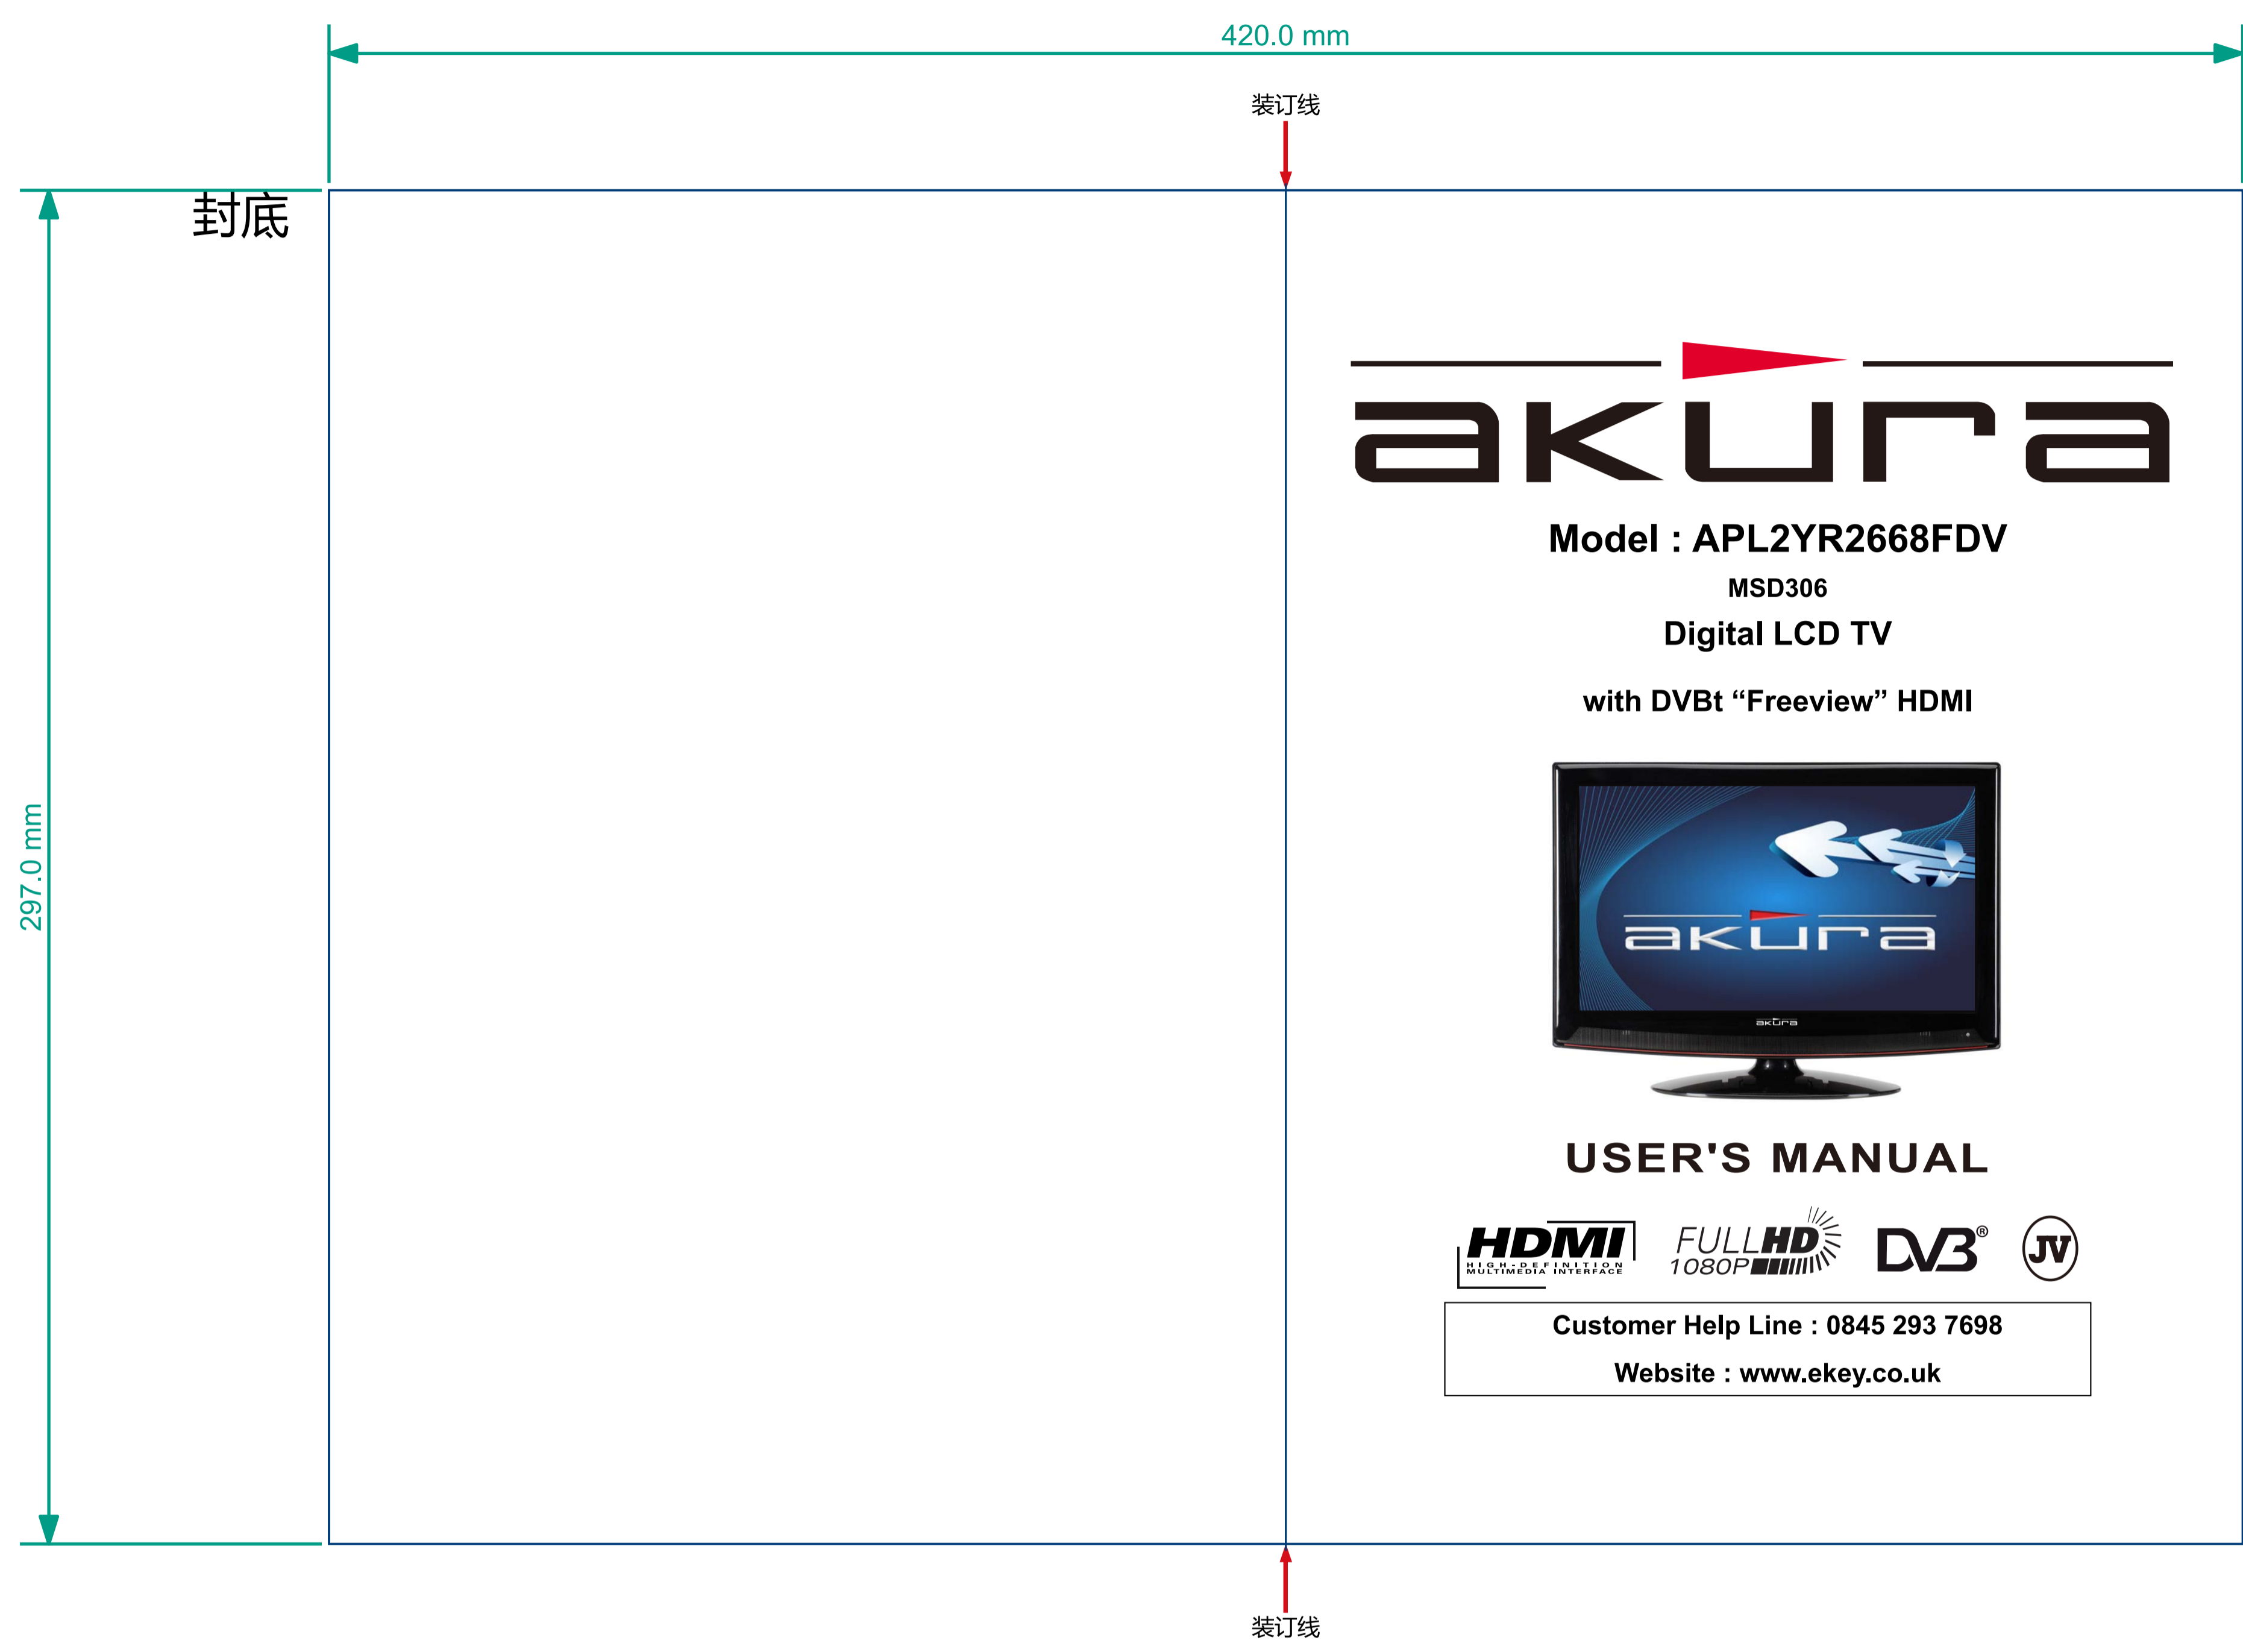 420.0 mm
装订线
封底
297.0 mm
akura
Model : APL2YR2668FDV
MSD306
Digital LCD TV
with DVBt “Freeview” HDMI
akura
akura
USER'S MANUAL
HDMI
HIGH-DEFINITION
MULTIMEDIA INTERFACE
FULL HD
1080P
DVB®
JV
Customer Help Line : 0845 293 7698
Website : www.ekey.co.uk
装订线